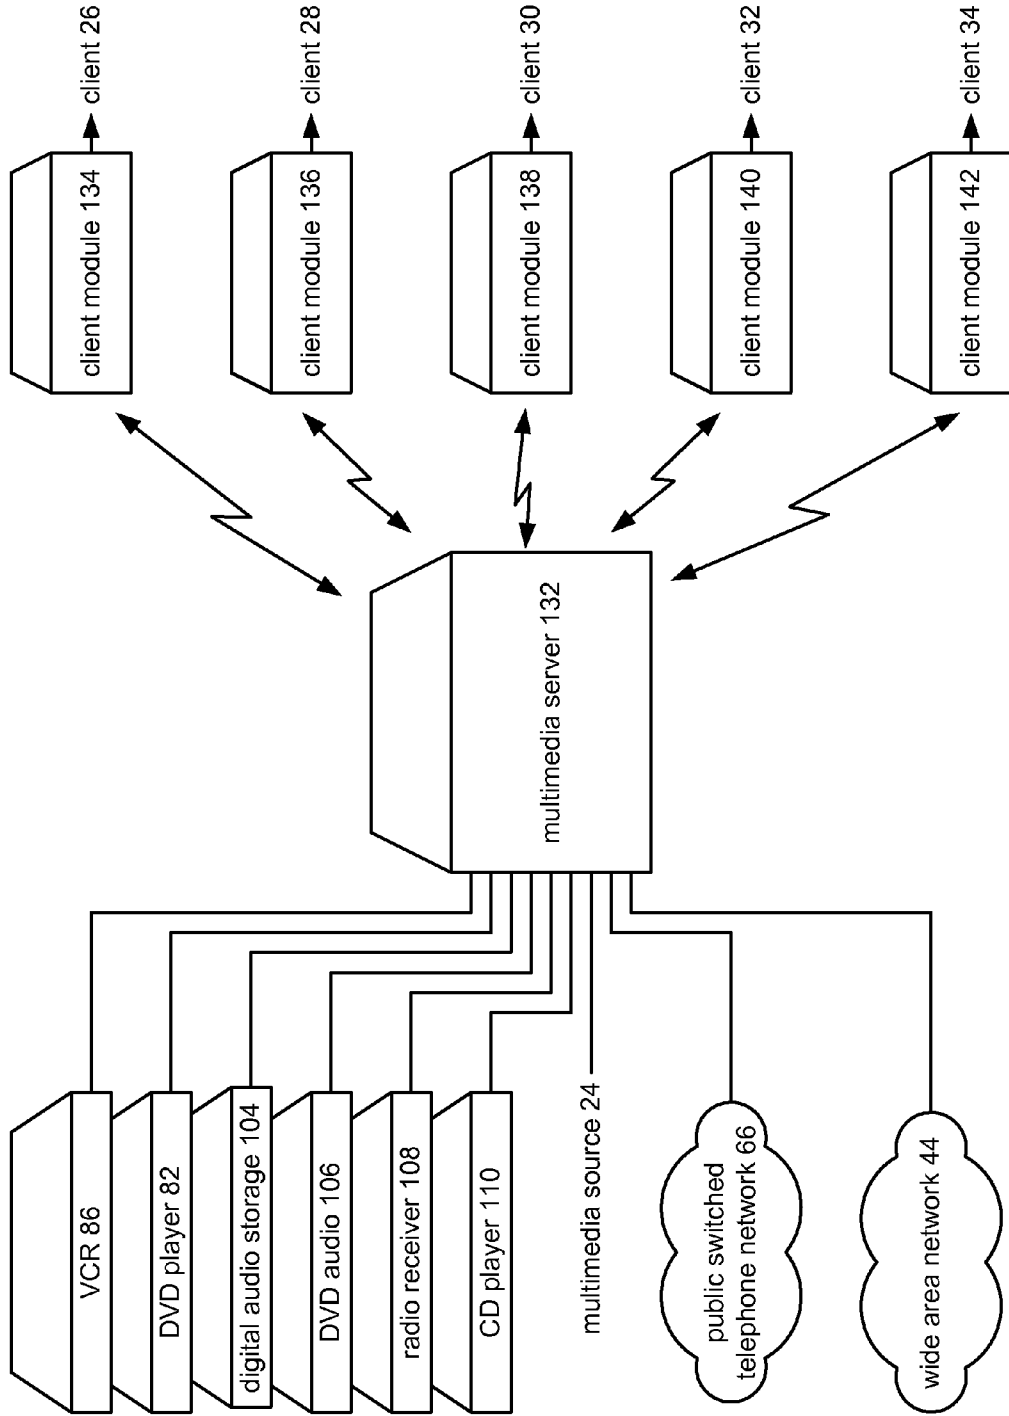 VCR 86
DVD player 82
digital audio storage 104
DVD audio 106
radio receiver 108
CD player 110
multimedia source 24
public switched
telephone network 66
wide area network 44
multimedia server 132
client module 134
client module 136
client module 138
client module 140
client module 142
client 26
client 28
client 30
client 32
client 34